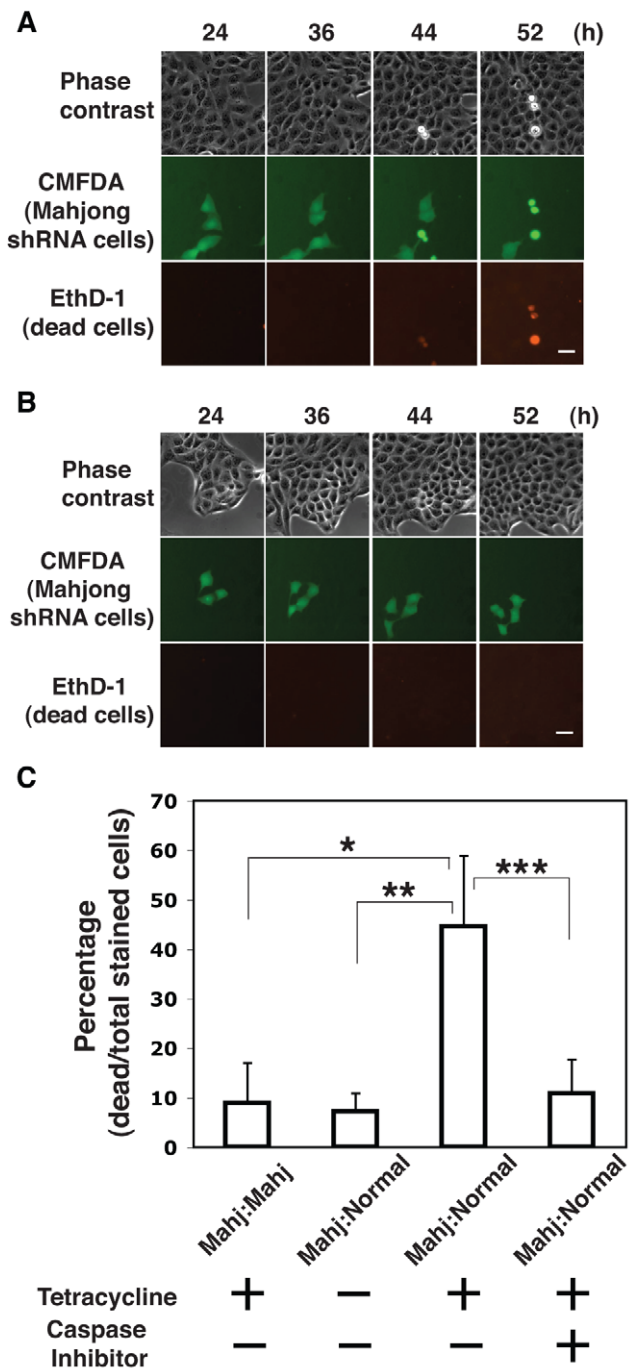 A
24 36 44 52 (h)
Phase
contrast
CMFDA
(Mahjong
shRNA cells)
EthD-1
(dead cells)
B
24 36 44 52 (h)
Phase
contrast
CMFDA
(Mahjong
shRNA cells)
EthD-1
(dead cells)
C
Percentage
(dead/total stained cells)
70
60
50
40
30
20
10
0
*
**
***
Mahj:Mahj
Mahj:Normal
Mahj:Normal
Mahj:Normal
Tetracycline + − + +
Caspase
Inhibitor − − − +